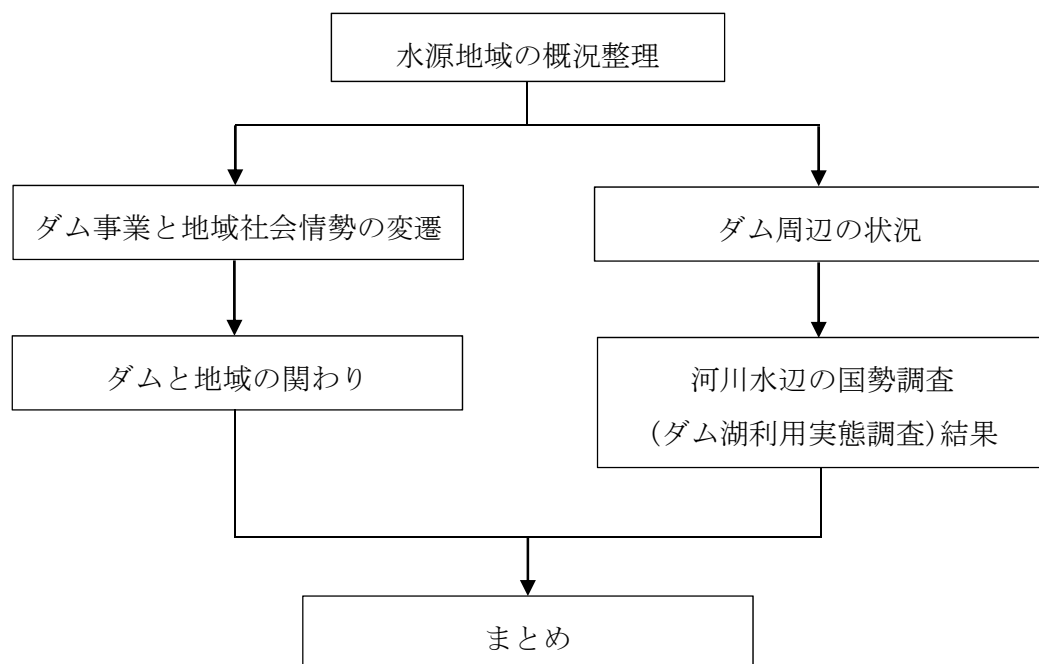 水源地域の概況整理
ダム事業と地域社会情勢の変遷
ダム周辺の状況
ダムと地域の関わり
河川水辺の国勢調査
(ダム湖利用実態調査)結果
まとめ